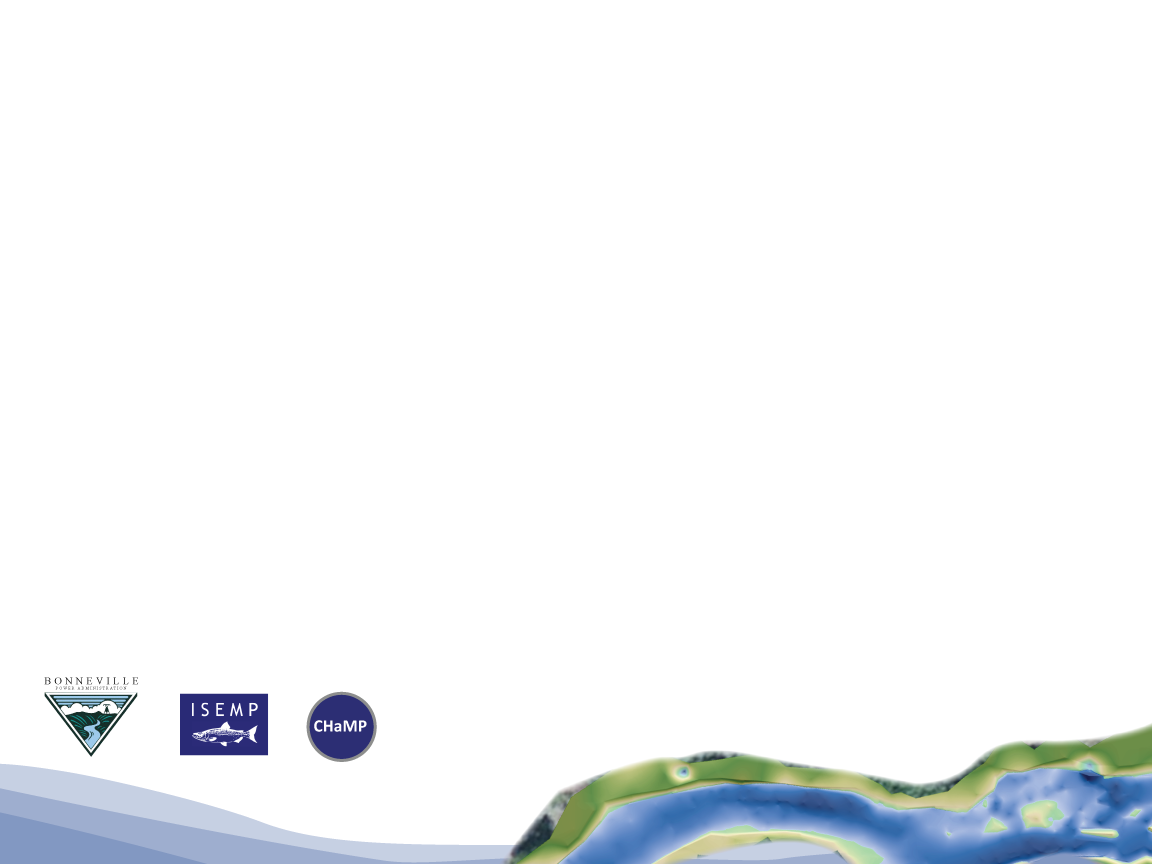 BONNEVILLE
POWER ADMINISTRATION
ISEMP
CHaMP